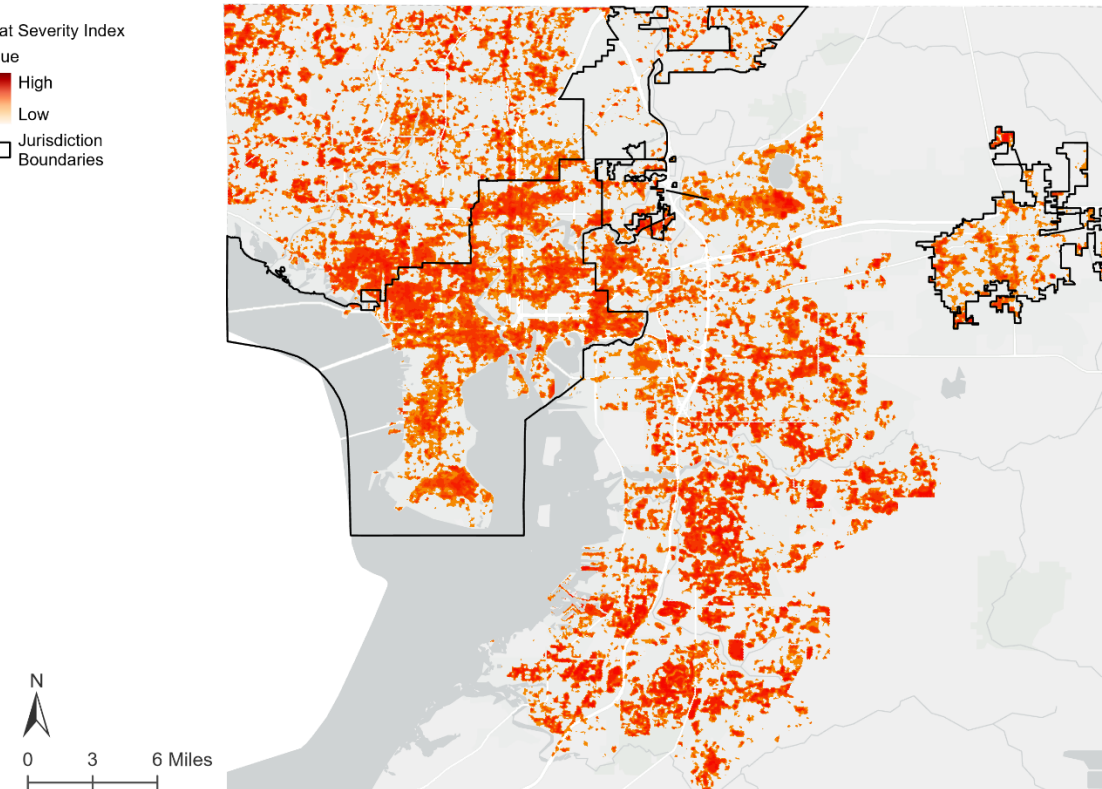 at Severity Index
ue
High
Low
Jurisdiction
Boundaries
N
0 3 6 Miles